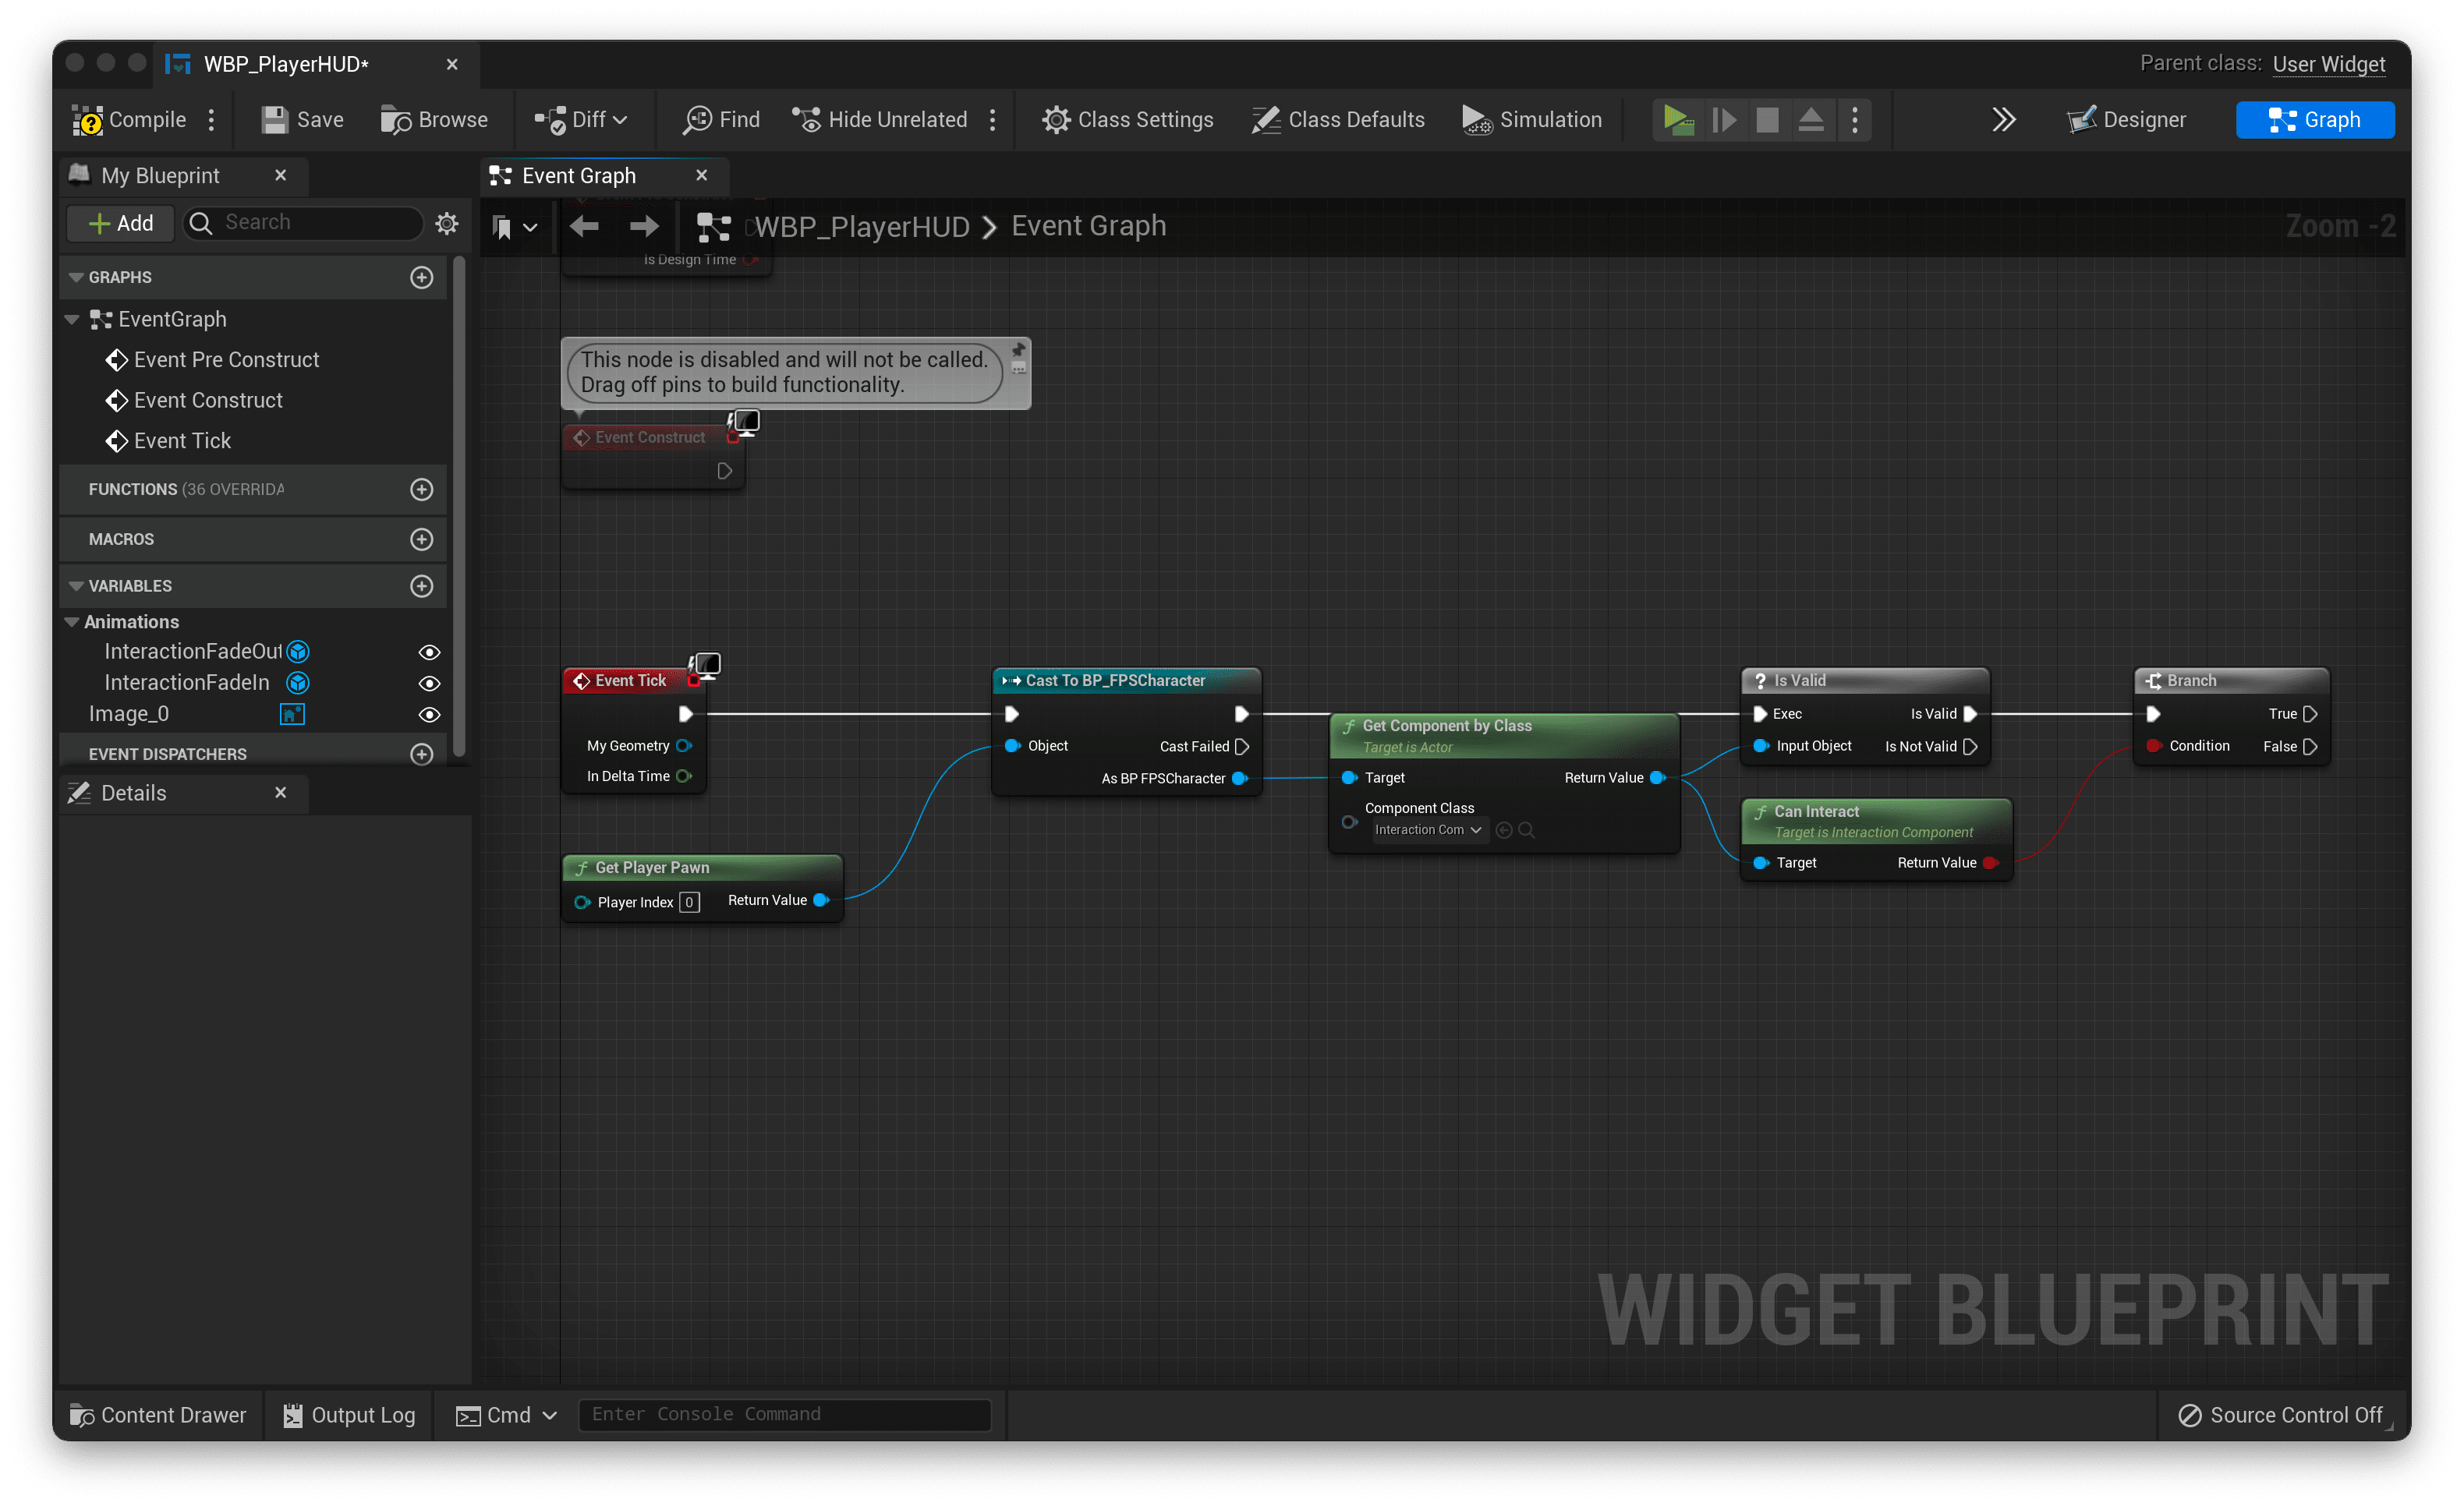 WBP_PlayerHUD*
Parent class: User Widget
Compile
Save
Browse
Diff
Find
Hide Unrelated
Class Settings
Class Defaults
Simulation
Designer
Graph
My Blueprint
Event Graph
Add
Search
WBP_PlayerHUD
Event Graph
Zoom -2
Is Design Time
GRAPHS
EventGraph
Event Pre Construct
Event Construct
Event Tick
FUNCTIONS (36 OVERRIDA
MACROS
VARIABLES
Animations
InteractionFadeOut
InteractionFadeIn
Image_0
EVENT DISPATCHERS
Details
This node is disabled and will not be called.
Drag off pins to build functionality.
Event Construct
Event Tick
My Geometry
In Delta Time
Get Player Pawn
Player Index 0
Return Value
Cast To BP_FPSCharacter
Object
Cast Failed
As BP FPSCharacter
Get Component by Class
Target is Actor
Target
Return Value
Component Class
Interaction Com
? Is Valid
Exec
Is Valid
Input Object
Is Not Valid
Can Interact
Target is Interaction Component
Target
Return Value
Branch
True
Condition
False
WIDGET BLUEPRINT
Content Drawer
Output Log
Cmd
Enter Console Command
Source Control Off